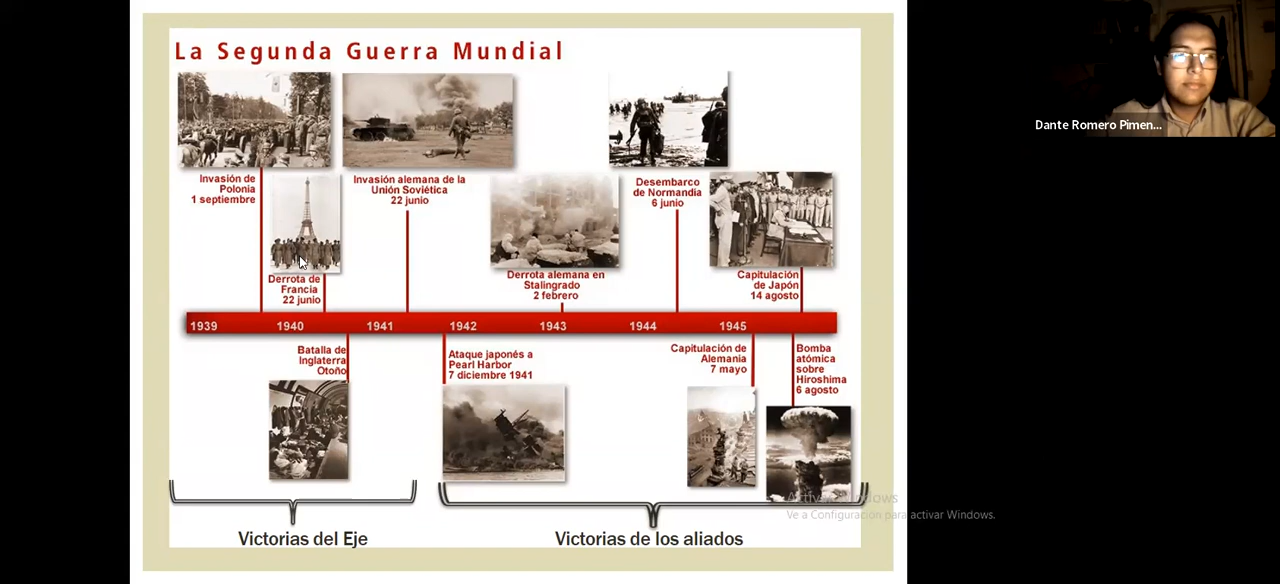 La Segunda Guerra Mundial
Dante Romero Pimen...
Invasión de
Polonia
1 septiembre
Invasión alemana de la
Unión Soviética
22 junio
Desembarco
de Normandia
6 junio
Derrota de
Francia
22 junio
Derrota alemana en
Stalingrado
2 febrero
Capitulación
de Japón
14 agosto
1939 1940 1941 1942 1943 1944 1945
Batalla de
Inglaterra
Otoño
Ataque japonés a
Pearl Harbor
7 diciembre 1941
Capitulación de
Alemania
7 mayo
Bomba
atómica
sobre
Hiroshima
6 agosto
Activar Windows
Ve a Configuración para activar Windows.
Victorias del Eje
Victorias de los aliados